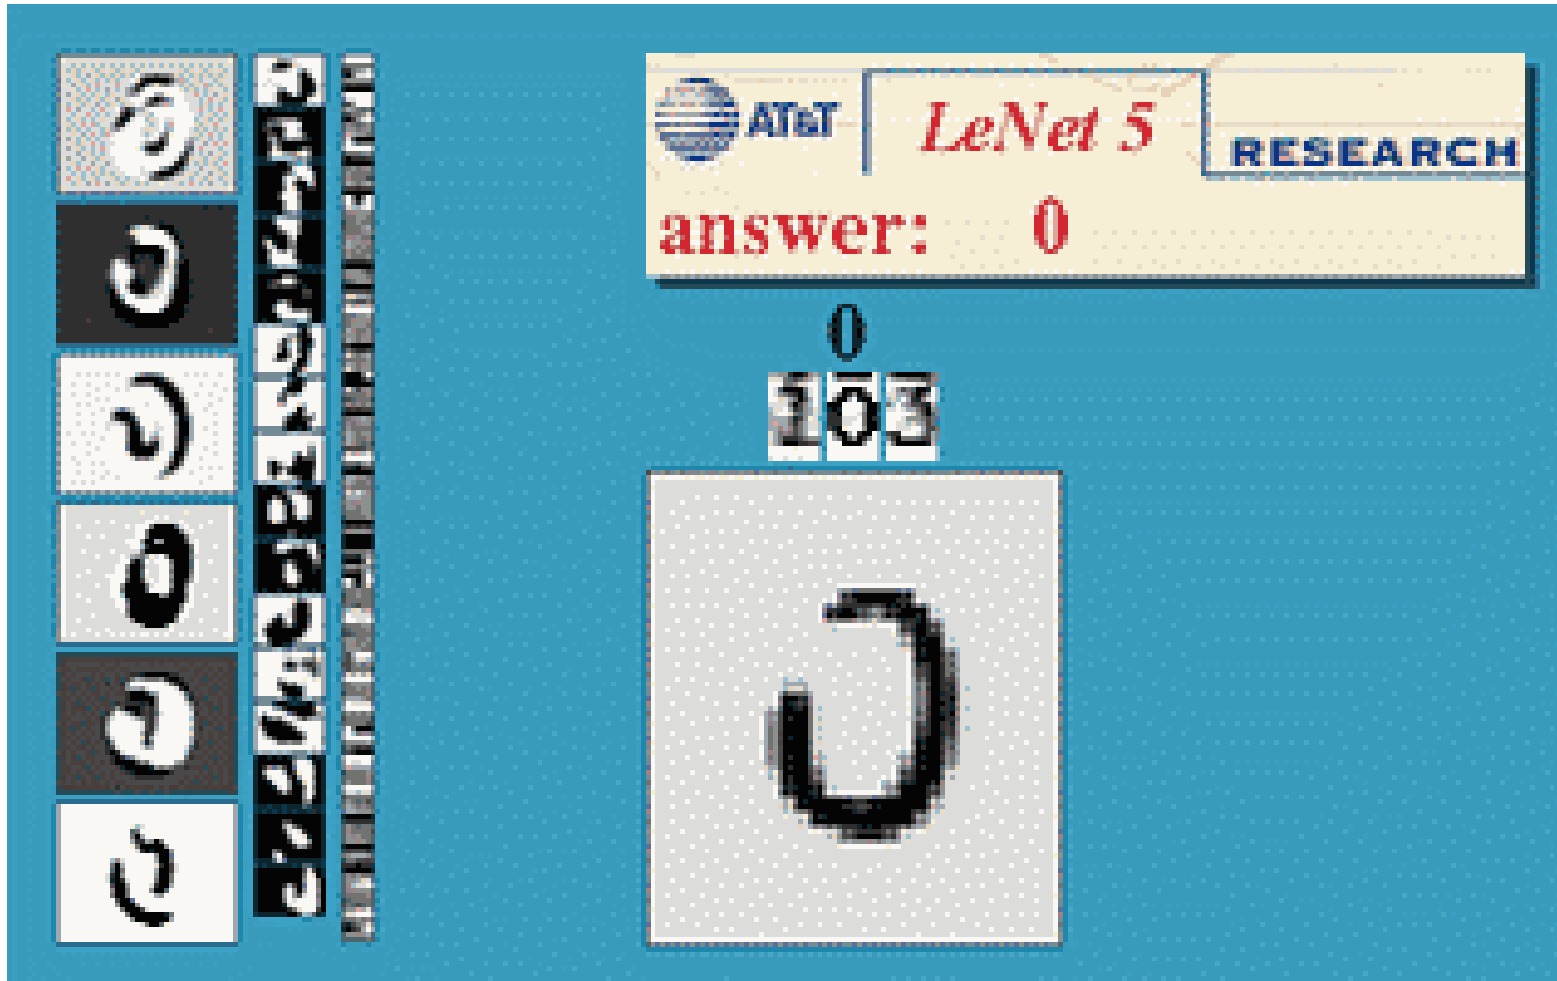 AT&T
LeNet 5
RESEARCH
answer: 0
0
103